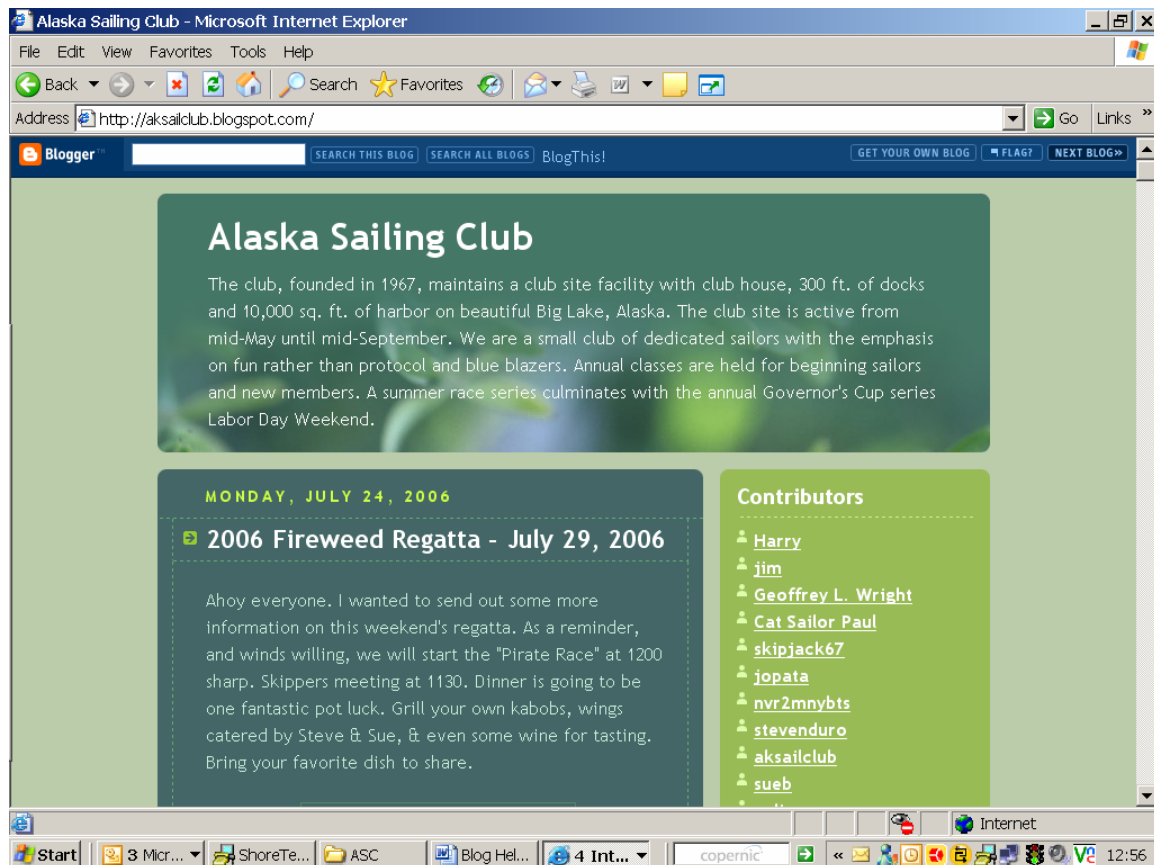 Alaska Sailing Club - Microsoft Internet Explorer
File Edit View Favorites Tools Help
Back Search Favorites
Address http://aksailclub.blogspot.com/ Go Links »
Blogger™ SEARCH THIS BLOG SEARCH ALL BLOGS BlogThis! GET YOUR OWN BLOG FLAG? NEXT BLOG»
Alaska Sailing Club
The club, founded in 1967, maintains a club site facility with club house, 300 ft. of docks
and 10,000 sq. ft. of harbor on beautiful Big Lake, Alaska. The club site is active from
mid-May until mid-September. We are a small club of dedicated sailors with the emphasis
on fun rather than protocol and blue blazers. Annual classes are held for beginning sailors
and new members. A summer race series culminates with the annual Governor's Cup series
Labor Day Weekend.
MONDAY, JULY 24, 2006
2006 Fireweed Regatta - July 29, 2006
Ahoy everyone. I wanted to send out some more
information on this weekend's regatta. As a reminder,
and winds willing, we will start the "Pirate Race" at 1200
sharp. Skippers meeting at 1130. Dinner is going to be
one fantastic pot luck. Grill your own kabobs, wings
catered by Steve & Sue, & even some wine for tasting.
Bring your favorite dish to share.
Contributors
Harry
jim
Geoffrey L. Wright
Cat Sailor Paul
skipjack67
jopata
nvr2mnybts
stevenduro
aksailclub
sueb
Internet
Start 3 Micr... ShoreTe... ASC Blog Hel... 4 Int... copernic « 12:56